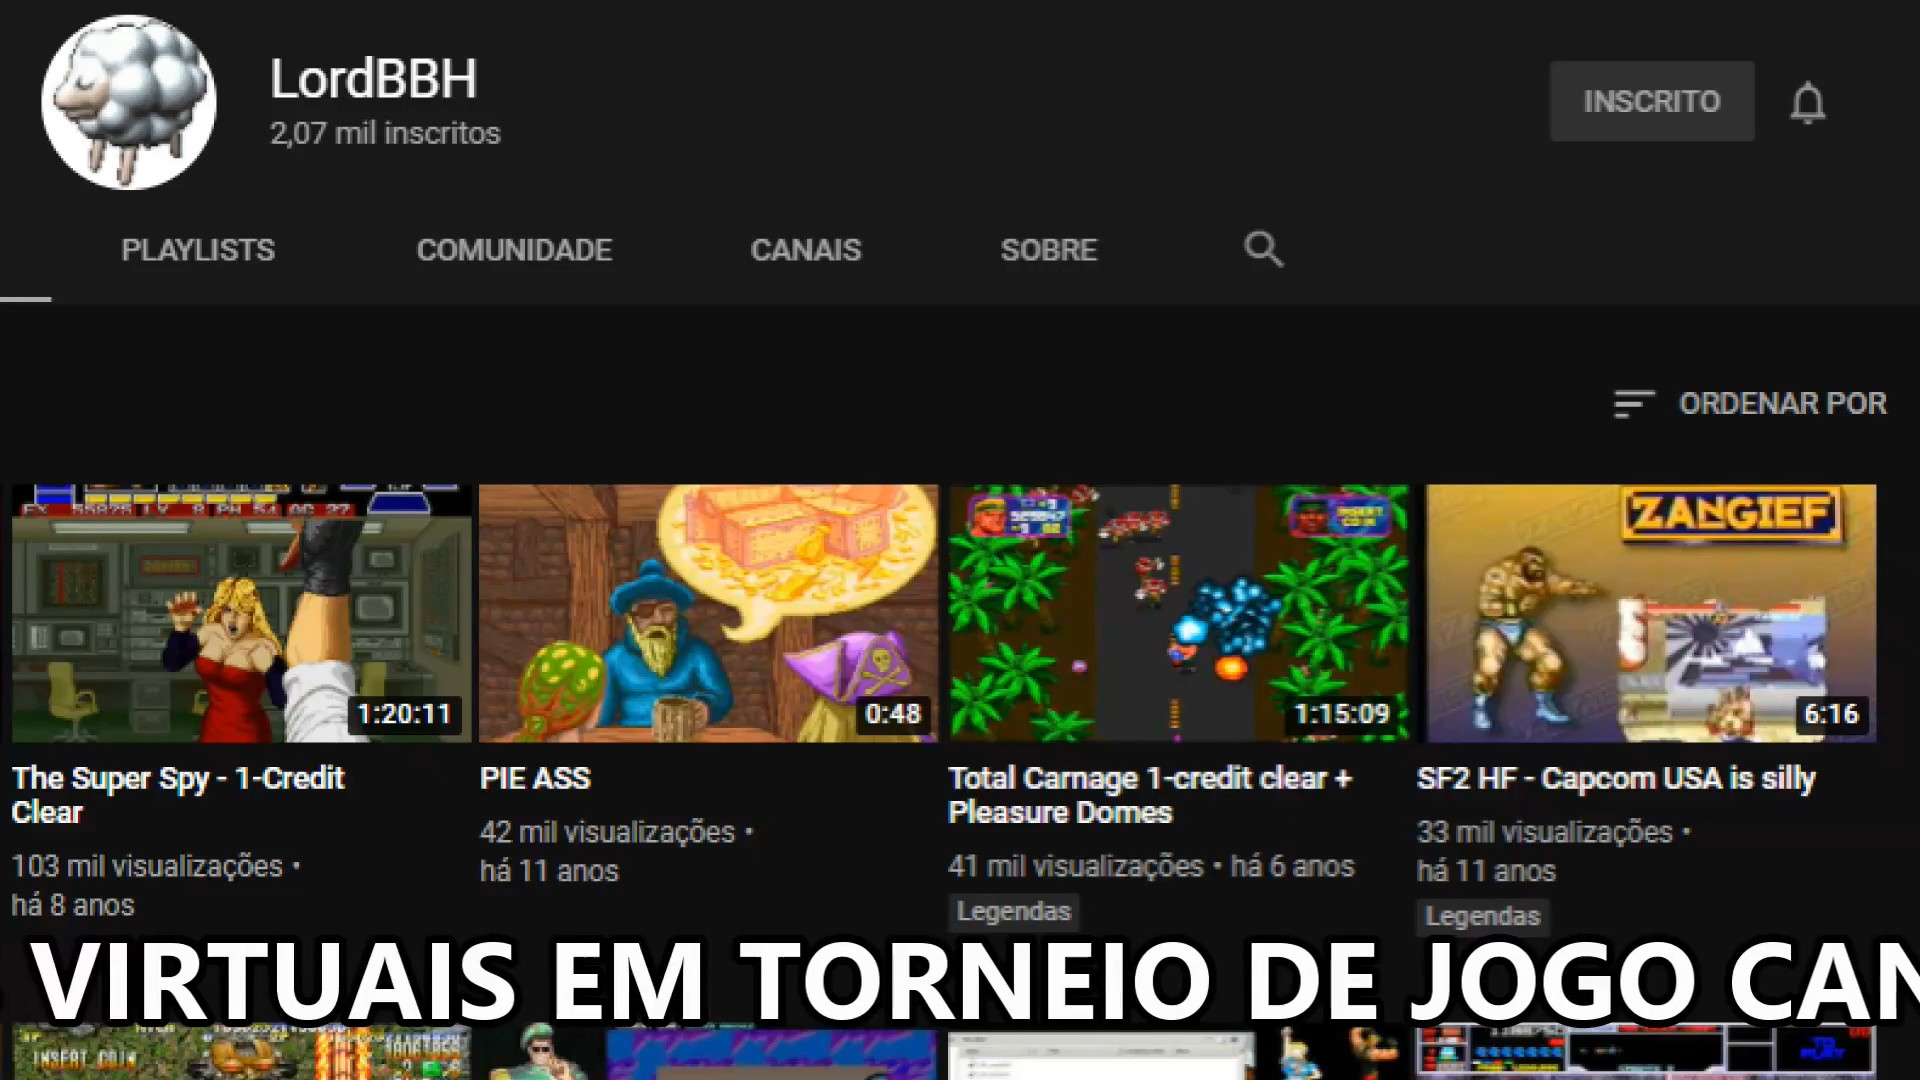 LordBBH
2,07 mil inscritos
INSCRITO
PLAYLISTS COMUNIDADE CANAIS SOBRE
ORDENAR POR
ZANGIEF
INSERT COIN
1:20:11
0:48
1:15:09
6:16
The Super Spy - 1-Credit Clear
103 mil visualizações •
há 8 anos
PIE ASS
42 mil visualizações •
há 11 anos
Total Carnage 1-credit clear +
Pleasure Domes
41 mil visualizações • há 6 anos
Legendas
SF2 HF - Capcom USA is silly
33 mil visualizações •
há 11 anos
Legendas
VIRTUAIS EM TORNEIO DE JOGO CAN
INSERT COIN
TO PLAY